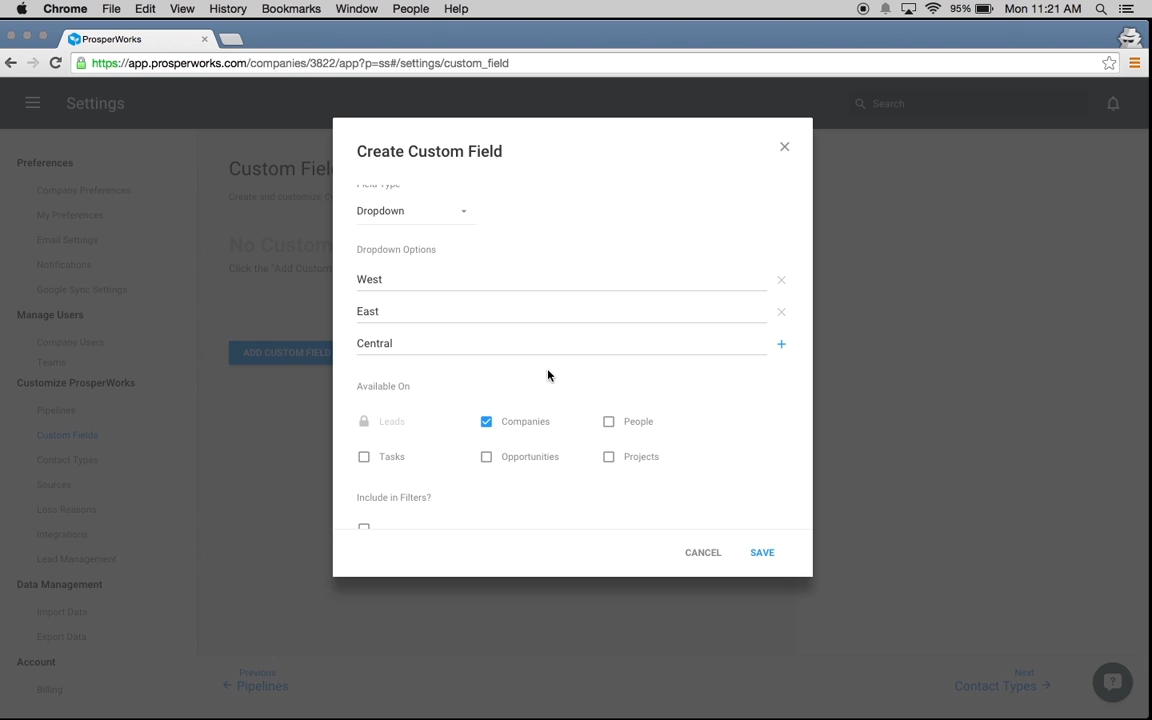 Chrome File Edit View History Bookmarks Window People Help 95% Mon 11:21 AM
ProsperWorks
https://app.prosperworks.com/companies/3822/app?p=ss#/settings/custom_field
Settings
Search
Preferences
Company Preferences
My Preferences
Email Settings
Notifications
Google Sync Settings
Manage Users
Company Users
Teams
Customize ProsperWorks
Pipelines
Custom Fields
Contact Types
Sources
Loss Reasons
Integrations
Lead Management
Data Management
Import Data
Export Data
Account
Billing
Custom Fiel
Create and customize C
No Custom
Click the "Add Custom
ADD CUSTOM FIELD
Create Custom Field
Field Type
Dropdown
Dropdown Options
West
East
Central
Available On
Leads Companies People
Tasks Opportunities Projects
Include in Filters?
CANCEL SAVE
Previous
Pipelines
Next
Contact Types